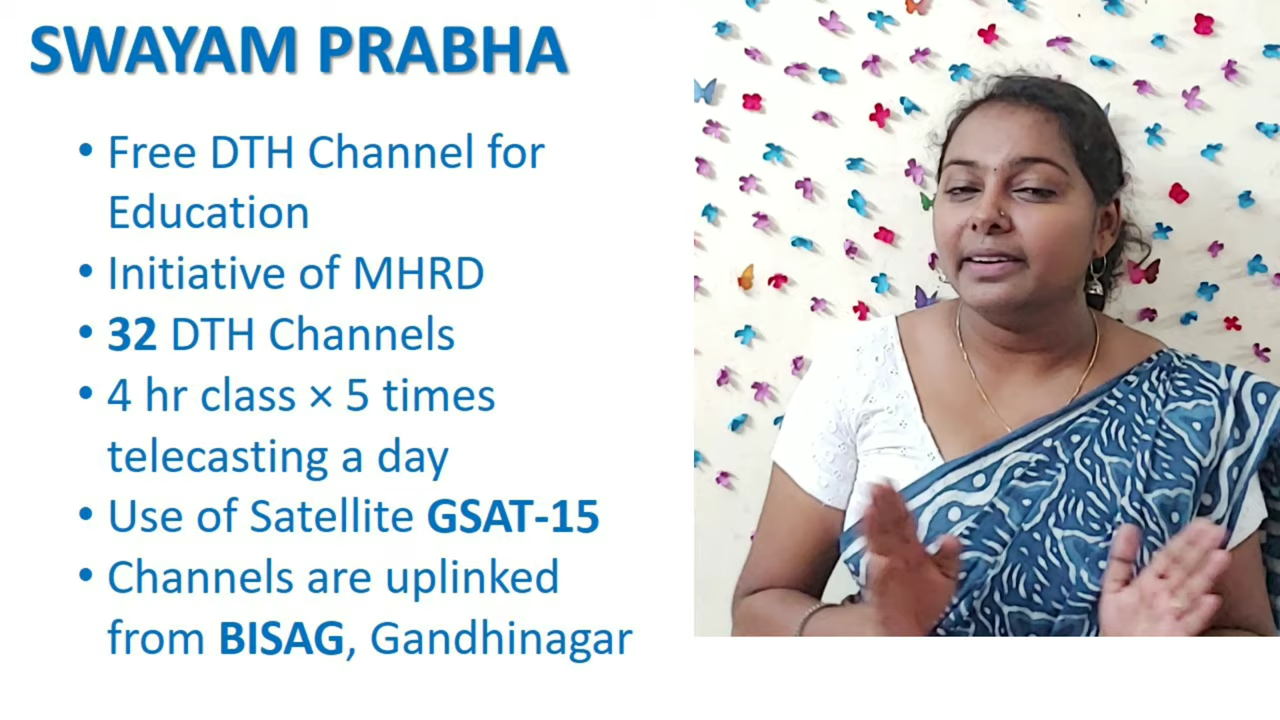 SWAYAM PRABHA
• Free DTH Channel for
Education
• Initiative of MHRD
• 32 DTH Channels
• 4 hr class × 5 times
telecasting a day
• Use of Satellite GSAT-15
• Channels are uplinked
from BISAG, Gandhinagar